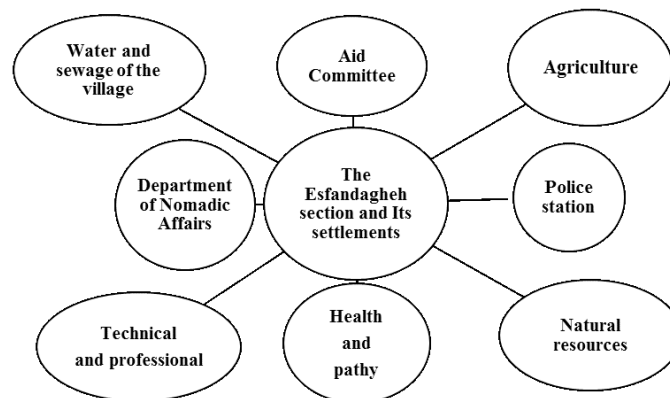 Water and
sewage of the
village
Aid
Committee
Agriculture
Department
of Nomadic
Affairs
The
Esfandagheh
section and Its
settlements
Police
station
Technical
and professional
Health
and
pathy
Natural
resources